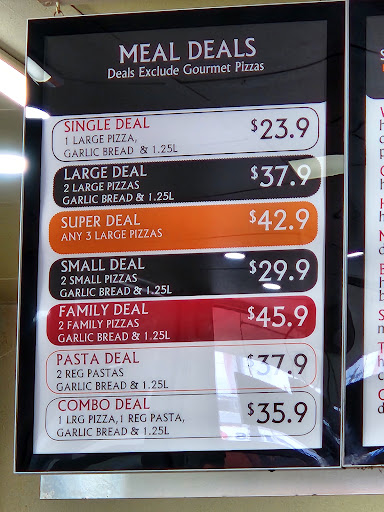 MEAL DEALS
Deals Exclude Gourmet Pizzas
SINGLE DEAL
1 LARGE PIZZA,
GARLIC BREAD & 1.25L
$23.9
LARGE DEAL
2 LARGE PIZZAS
GARLIC BREAD & 1.25L
$37.9
SUPER DEAL
ANY 3 LARGE PIZZAS
$42.9
SMALL DEAL
2 SMALL PIZZAS
GARLIC BREAD & 1.25L
$29.9
FAMILY DEAL
2 FAMILY PIZZAS
GARLIC BREAD & 1.25L
$45.9
PASTA DEAL
2 REG PASTAS
GARLIC BREAD & 1.25L
$37.9
COMBO DEAL
1 LRG PIZZA, 1 REG PASTA,
GARLIC BREAD & 1.25L
$35.9